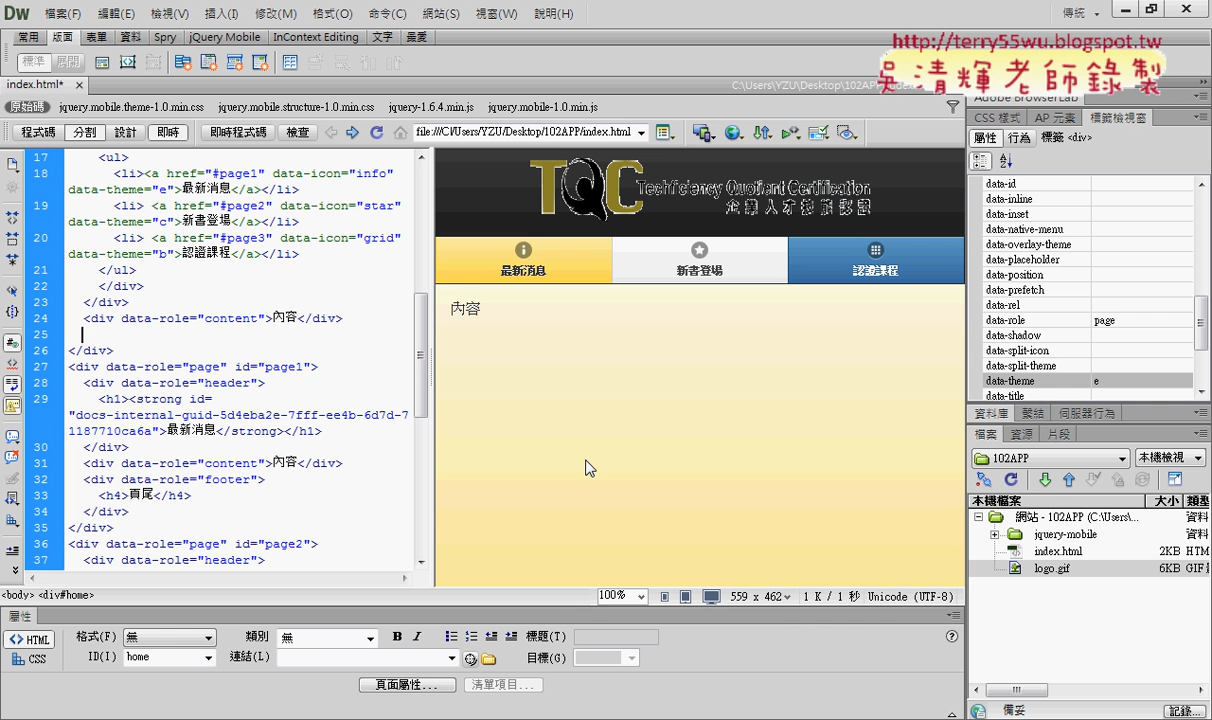 Dw 檔案(F) 編輯(E) 檢視(V) 插入(I) 修改(M) 格式(O) 命令(C) 網站(S) 視窗(W) 說明(H) 傳統
常用 版面 表單 資料 Spry jQuery Mobile InContext Editing 文字 我的最愛
http://terry55wu.blogspot.tw
吳清輝老師錄製
標準 展開
index.html*
C:\Users\YZU\Desktop\102APP
Adobe BrowserLab
原始碼 jquery.mobile.theme-1.0.min.css jquery.mobile.structure-1.0.min.css jquery-1.6.4.min.js jquery.mobile-1.0.min.js
CSS 樣式 AP 元素 標籤檢視窗
程式碼 分割 設計 即時 即時程式碼 檢查 網址: file:///C|/Users/YZU/Desktop/102APP/index.html
屬性 行為 標籤 <div>
17 <ul>
18 <li><a href="#page1" data-icon="info"
data-theme="e">最新消息</a></li>
19 <li> <a href="#page2" data-icon="star"
data-theme="c">新書登場</a></li>
20 <li> <a href="#page3" data-icon="grid"
data-theme="b">認證課程</a></li>
21 </ul>
22 </div>
23 </div>
24 <div data-role="content">內容</div>
25
26 </div>
27 <div data-role="page" id="page1">
28 <div data-role="header">
29 <h1><strong id=
"docs-internal-guid-5d4eba2e-7fff-ee4b-6d7d-7
1187710ca6a">最新消息</strong></h1>
30 </div>
31 <div data-role="content">內容</div>
32 <div data-role="footer">
33 <h4>頁尾</h4>
34 </div>
35 </div>
36 <div data-role="page" id="page2">
37 <div data-role="header">
TQC Techficiency Quotient Certification
企業人才技能認證
最新消息 新書登場 認證課程
內容
data-id
data-inline
data-inset
data-native-menu
data-overlay-theme
data-placeholder
data-position
data-prefetch
data-rel
data-role page
data-shadow
data-split-icon
data-split-theme
data-theme e
data-title
資料庫 繫結 伺服器行為
檔案 資源 片段
102APP 本機檢視
本機檔案 大小 類型
網站 - 102APP (C:\Users\... 資料
jquery-mobile 資料
index.html 2KB HTM
logo.gif 6KB GIF
<body> <div#home>
100% 559 x 462 1 K / 1 秒 Unicode (UTF-8)
屬性
<> HTML 格式(F) 無 類別 無 B I 標題(T)
CSS ID(I) home 連結(L) 目標(G)
頁面屬性... 清單項目...
備妥 記錄...